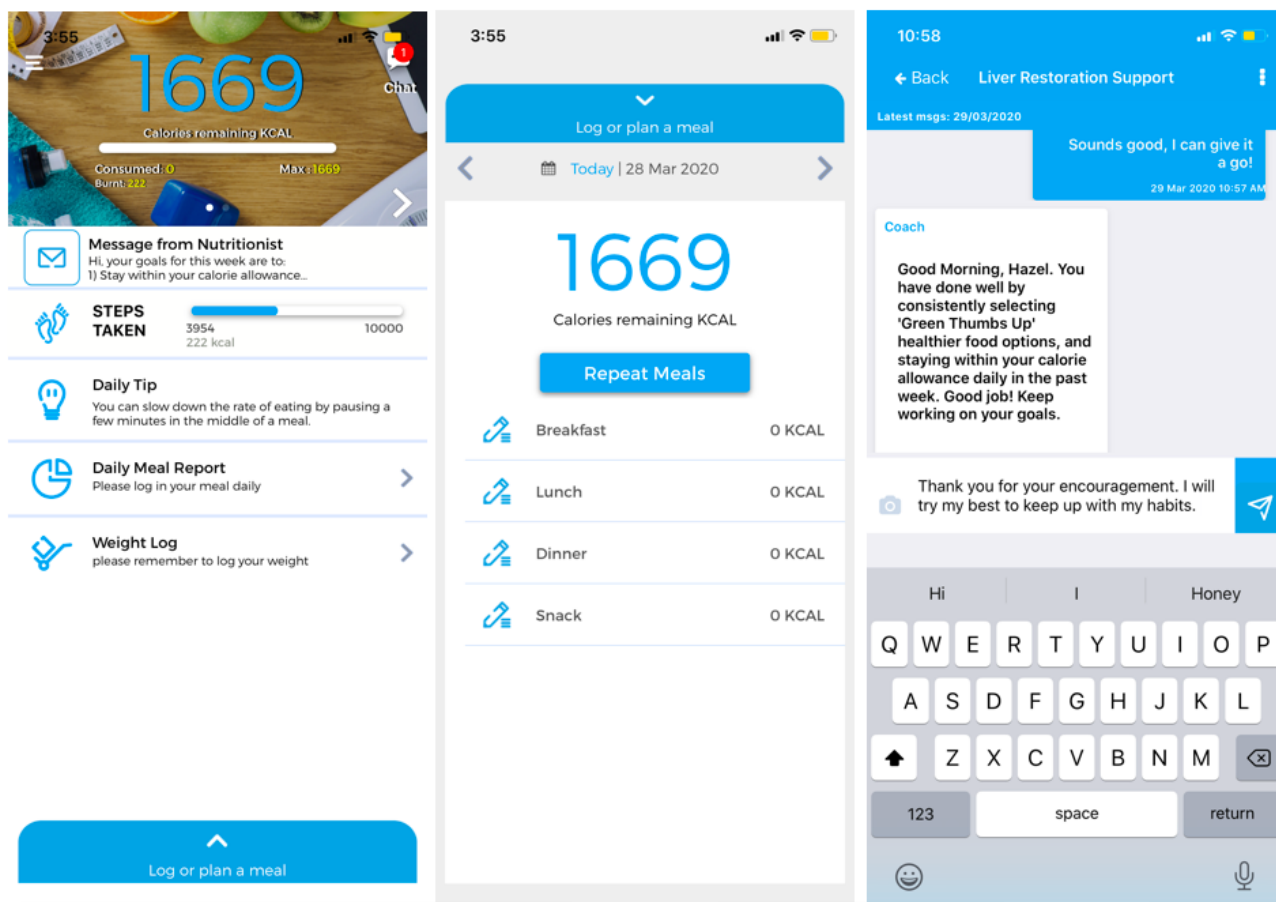 3:55
1669
1
Chat
Calories remaining KCAL
Consumed: 0 Max : 1669
Burnt: 222
Message from Nutritionist
Hi, your goals for this week are to:
1) Stay within your calorie allowance...
STEPS
TAKEN
3954 10000
222 kcal
Daily Tip
You can slow down the rate of eating by pausing a
few minutes in the middle of a meal.
Daily Meal Report
Please log in your meal daily
Weight Log
please remember to log your weight
Log or plan a meal
3:55
Log or plan a meal
Today | 28 Mar 2020
1669
Calories remaining KCAL
Repeat Meals
Breakfast 0 KCAL
Lunch 0 KCAL
Dinner 0 KCAL
Snack 0 KCAL
10:58
Back Liver Restoration Support
Latest msgs: 29/03/2020
Sounds good, I can give it
a go!
29 Mar 2020 10:57 AM
Coach
Good Morning, Hazel. You
have done well by
consistently selecting
'Green Thumbs Up'
healthier food options, and
staying within your calorie
allowance daily in the past
week. Good job! Keep
working on your goals.
Thank you for your encouragement. I will
try my best to keep up with my habits.
Hi I Honey
Q W E R T Y U I O P
A S D F G H J K L
Z X C V B N M
123 space return